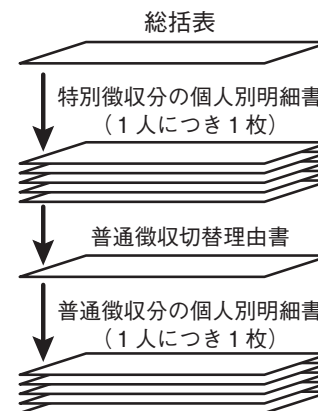 総括表
特別徴収分の個人別明細書
（１人につき１枚）
普通徴収切替理由書
普通徴収分の個人別明細書
（１人につき１枚）